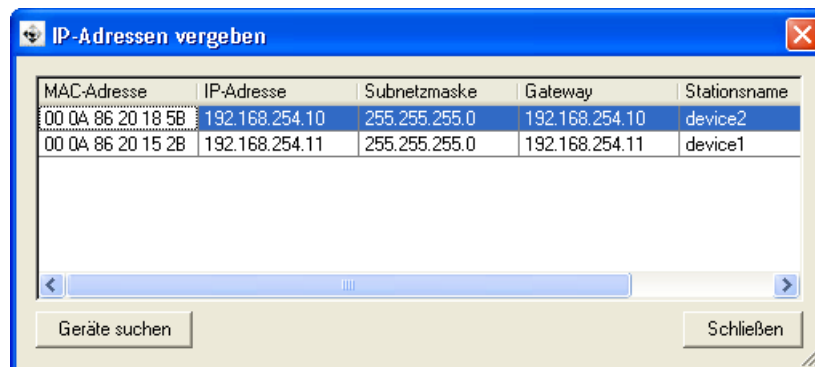 IP-Adressen vergeben
MAC-Adresse IP-Adresse Subnetzmaske Gateway Stationsname
00 0A 86 20 18 5B 192.168.254.10 255.255.255.0 192.168.254.10 device2
00 0A 86 20 15 2B 192.168.254.11 255.255.255.0 192.168.254.11 device1
Geräte suchen Schließen